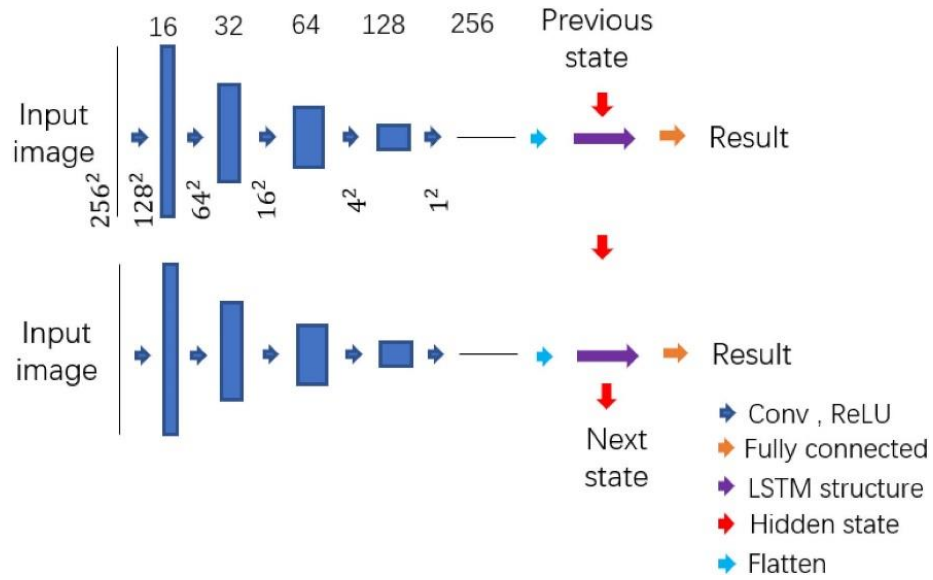 16 32 64 128 256
Previous
state
Input
image
Result
256² 128² 64² 16² 4² 1²
Input
image
Result
Next
state
Conv , ReLU
Fully connected
LSTM structure
Hidden state
Flatten